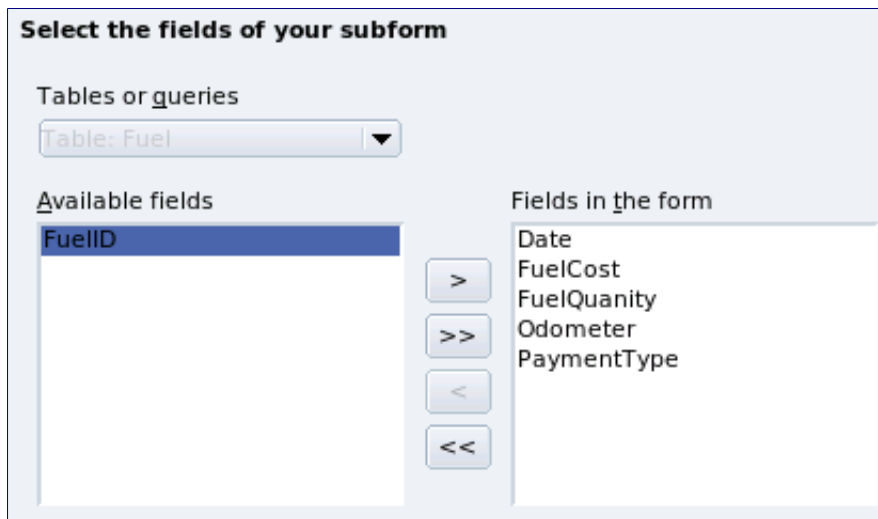 Select the fields of your subform
Tables or queries
Table: Fuel
Available fields
Fields in the form
FuelID
Date
FuelCost
FuelQuanity
Odometer
PaymentType
>
>>
<
<<